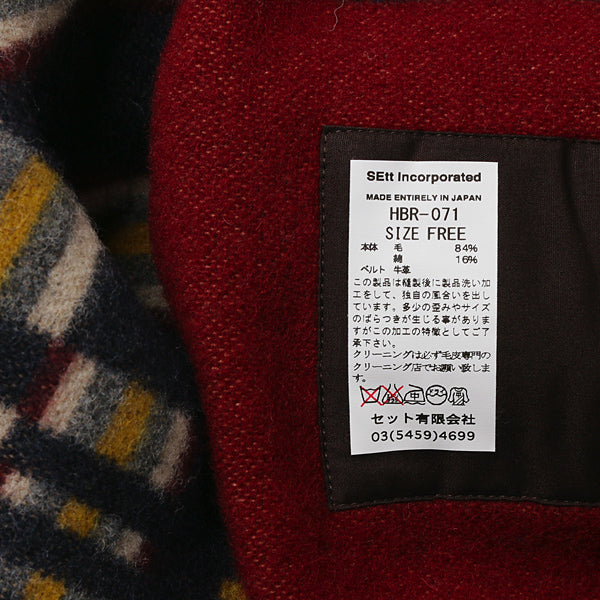 SEtt Incorporated
MADE ENTIRELY IN JAPAN
HBR-071
SIZE FREE
本体 毛 84%
綿 16%
ベルト 牛革
この製品は縫製後に製品洗い加
工をして、独自の風合いを出し
ています。多少の歪みやサイズ
のばらつきが生じる事がありま
すがこの加工の特徴としてご了
承下さい。
クリーニングは必ず毛皮専門の
クリーニング店でお願い致しま
す。
セット有限会社
03(5459)4699